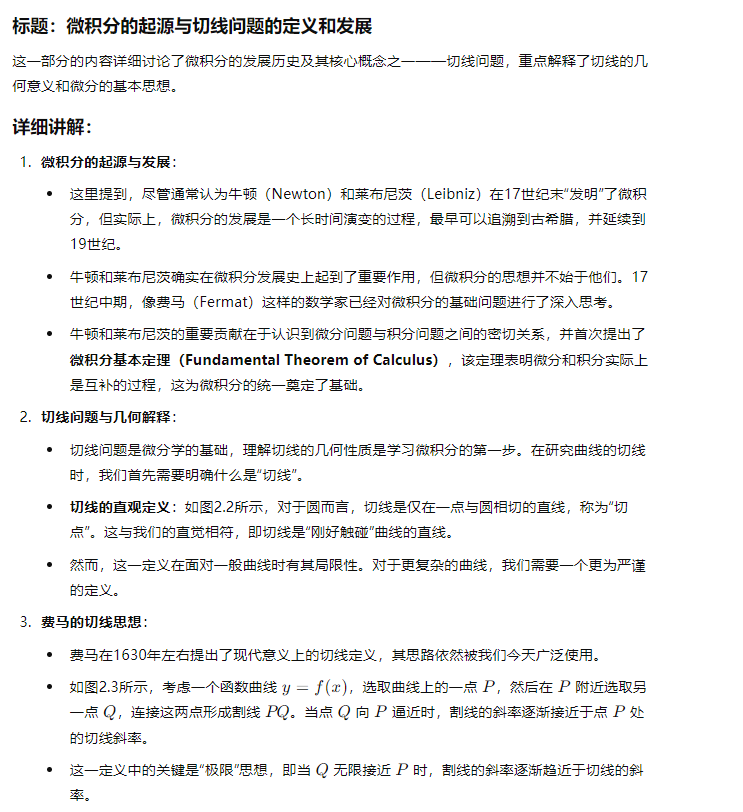 标题：微积分的起源与切线问题的定义和发展
这一部分的内容详细讨论了微积分的发展历史及其核心概念之一——切线问题，重点解释了切线的几
何意义和微分的基本思想。
详细讲解：
1. 微积分的起源与发展：
• 这里提到，尽管通常认为牛顿（Newton）和莱布尼茨（Leibniz）在17世纪末“发明”了微积
分，但实际上，微积分的发展是一个长时间演变的过程，最早可以追溯到古希腊，并延续到
19世纪。
• 牛顿和莱布尼茨确实在微积分发展史上起到了重要作用，但微积分的思想并不始于他们。17
世纪中期，像费马（Fermat）这样的数学家已经对微积分的基础问题进行了深入思考。
• 牛顿和莱布尼茨的重要贡献在于认识到微分问题与积分问题之间的密切关系，并首次提出了
微积分基本定理（Fundamental Theorem of Calculus），该定理表明微分和积分实际上
是互补的过程，这为微积分的统一奠定了基础。
2. 切线问题与几何解释：
• 切线问题是微分学的基础，理解切线的几何性质是学习微积分的第一步。在研究曲线的切线
时，我们首先需要明确什么是“切线”。
• 切线的直观定义：如图2.2所示，对于圆而言，切线是仅在一点与圆相切的直线，称为“切
点”。这与我们的直觉相符，即切线是“刚好触碰”曲线的直线。
• 然而，这一定义在面对一般曲线时有其局限性。对于更复杂的曲线，我们需要一个更为严谨
的定义。
3. 费马的切线思想：
• 费马在1630年左右提出了现代意义上的切线定义，其思路依然被我们今天广泛使用。
• 如图2.3所示，考虑一个函数曲线 y = f(x)，选取曲线上的一点 P，然后在 P 附近选取另
一点 Q，连接这两点形成割线 PQ。当点 Q 向 P 逼近时，割线的斜率逐渐接近于点 P 处
的切线斜率。
• 这一定义中的关键是“极限”思想，即当 Q 无限接近 P 时，割线的斜率逐渐趋近于切线的斜
率。